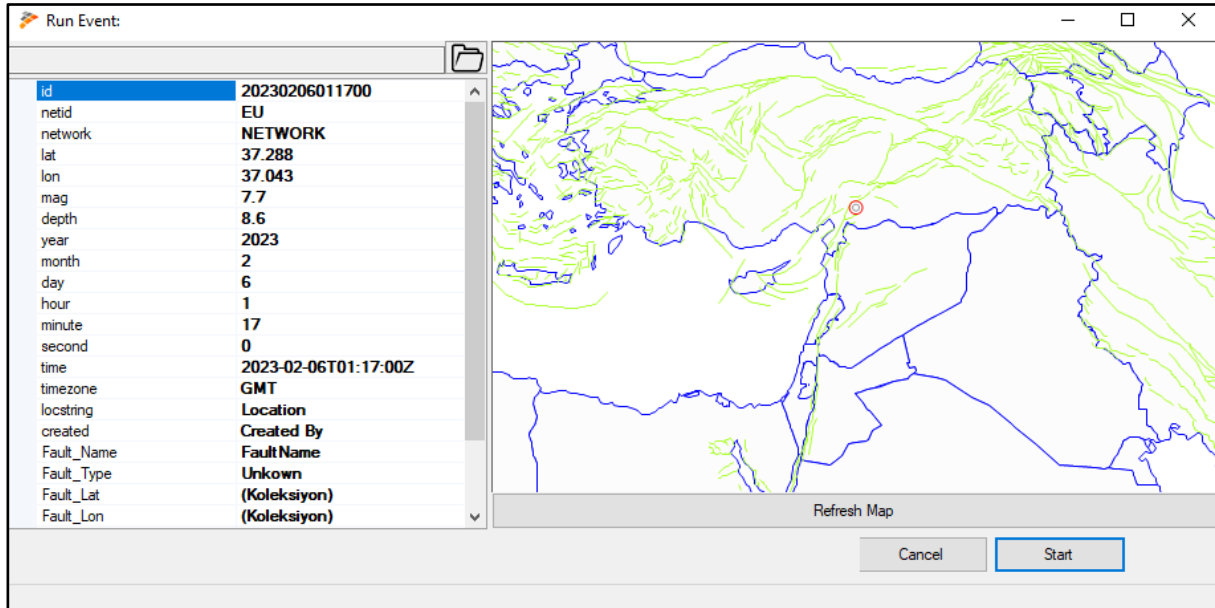 Run Event:
id 20230206011700
netid EU
network NETWORK
lat 37.288
lon 37.043
mag 7.7
depth 8.6
year 2023
month 2
day 6
hour 1
minute 17
second 0
time 2023-02-06T01:17:00Z
timezone GMT
locstring Location
created Created By
Fault_Name FaultName
Fault_Type Unkown
Fault_Lat (Koleksiyon)
Fault_Lon (Koleksiyon)
Refresh Map
Cancel Start